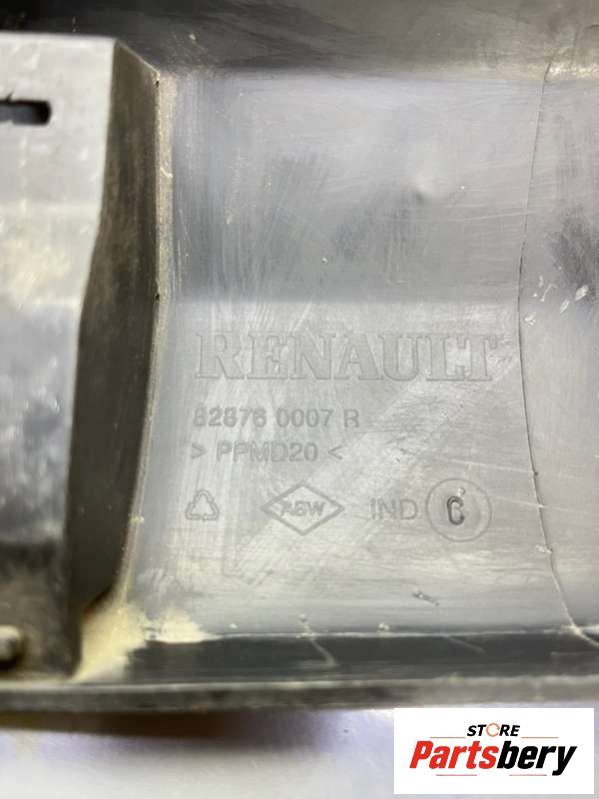 RENAULT
82876 0007 R
> PPMD20 <
ABW
IND C
STORE
Partsbery